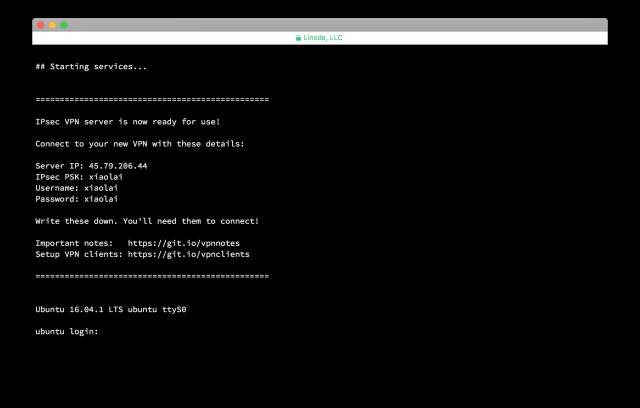 Linode, LLC
## Starting services...
================================================
IPsec VPN server is now ready for use!
Connect to your new VPN with these details:
Server IP: 45.79.206.44
IPsec PSK: xiaolai
Username: xiaolai
Password: xiaolai
Write these down. You'll need them to connect!
Important notes:   https://git.io/vpnnotes
Setup VPN clients: https://git.io/vpnclients
================================================
Ubuntu 16.04.1 LTS ubuntu ttyS0
ubuntu login: